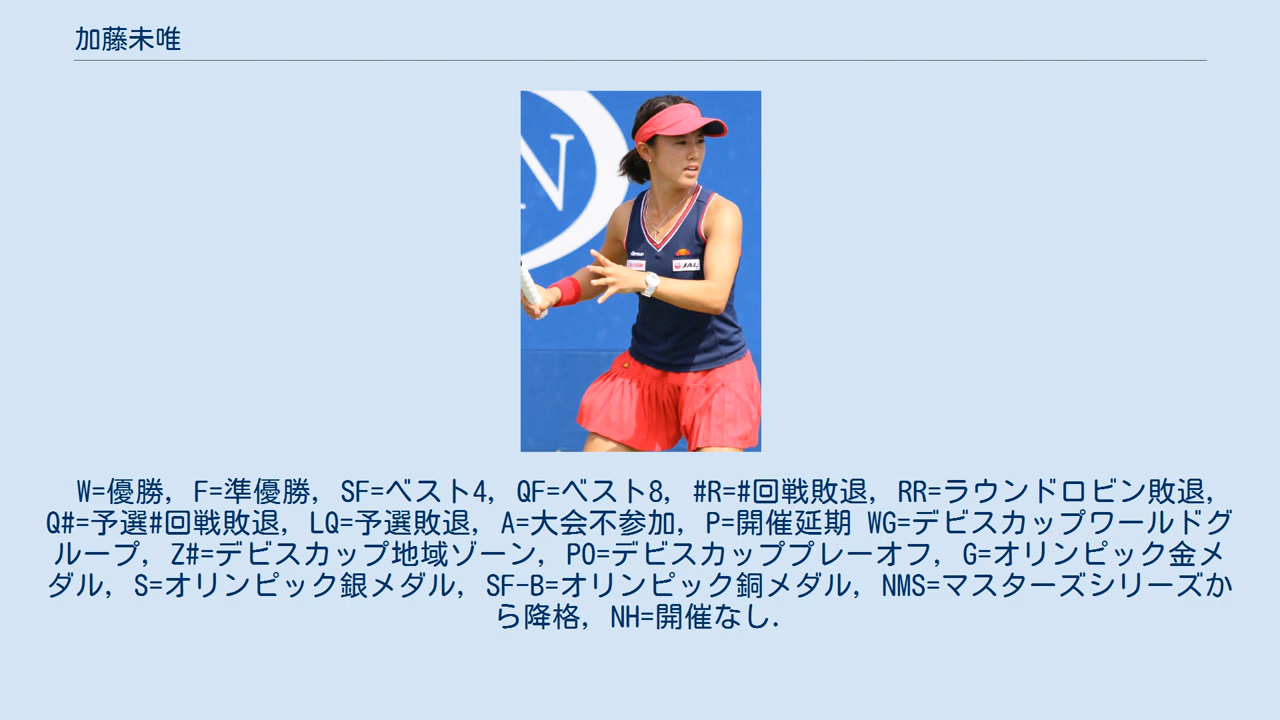 加藤未唯
N
JAL
W=優勝, F=準優勝, SF=ベスト4, QF=ベスト8, #R=#回戦敗退, RR=ラウンドロビン敗退,
Q#=予選#回戦敗退, LQ=予選敗退, A=大会不参加, P=開催延期 WG=デビスカップワールドグ
ループ, Z#=デビスカップ地域ゾーン, PO=デビスカッププレーオフ, G=オリンピック金メ
ダル, S=オリンピック銀メダル, SF-B=オリンピック銅メダル, NMS=マスターズシリーズか
ら降格, NH=開催なし.